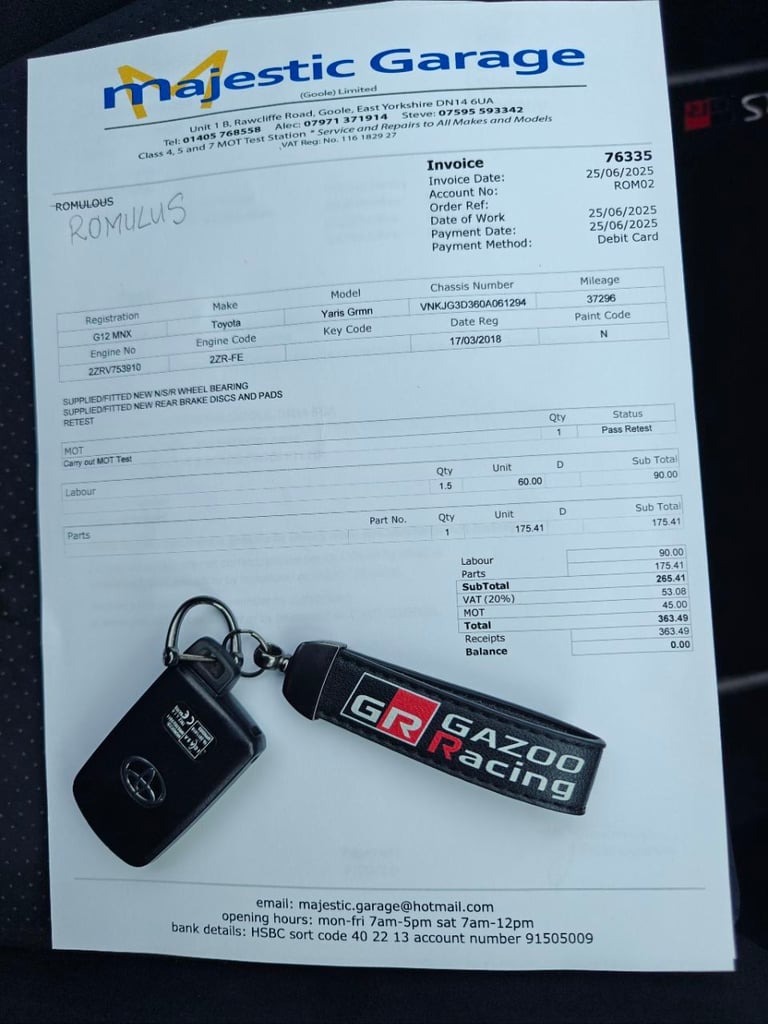 majestic Garage
(Goole) Limited
Unit 1 B, Rawcliffe Road, Goole, East Yorkshire DN14 6UA
Tel: 01405 768558 Alec: 07971 371914 Steve: 07595 593342
Class 4, 5 and 7 MOT Test Station * Service and Repairs to All Makes and Models
VAT Reg: No. 116 1829 27
ROMULOUS
ROMULUS
Invoice 76335
Invoice Date: 25/06/2025
Account No: ROM02
Order Ref:
Date of Work 25/06/2025
Payment Date: 25/06/2025
Payment Method: Debit Card
Registration Make Model Chassis Number Mileage
G12 MNX Toyota Yaris Grmn VNKJG3D360A061294 37296
Engine No Engine Code Key Code Date Reg Paint Code
2ZRV753910 2ZR-FE 17/03/2018 N
SUPPLIED/FITTED NEW N/S/R WHEEL BEARING
SUPPLIED/FITTED NEW REAR BRAKE DISCS AND PADS
RETEST
MOT Qty Status
Carry out MOT Test 1 Pass Retest
Labour Qty Unit D Sub Total
1.5 60.00 90.00
Parts Part No. Qty Unit D Sub Total
1 175.41 175.41
Labour 90.00
Parts 175.41
SubTotal 265.41
VAT (20%) 53.08
MOT 45.00
Total 363.49
Receipts 363.49
Balance 0.00
GR GAZOO
Racing
email: majestic.garage@hotmail.com
opening hours: mon-fri 7am-5pm sat 7am-12pm
bank details: HSBC sort code 40 22 13 account number 91505009